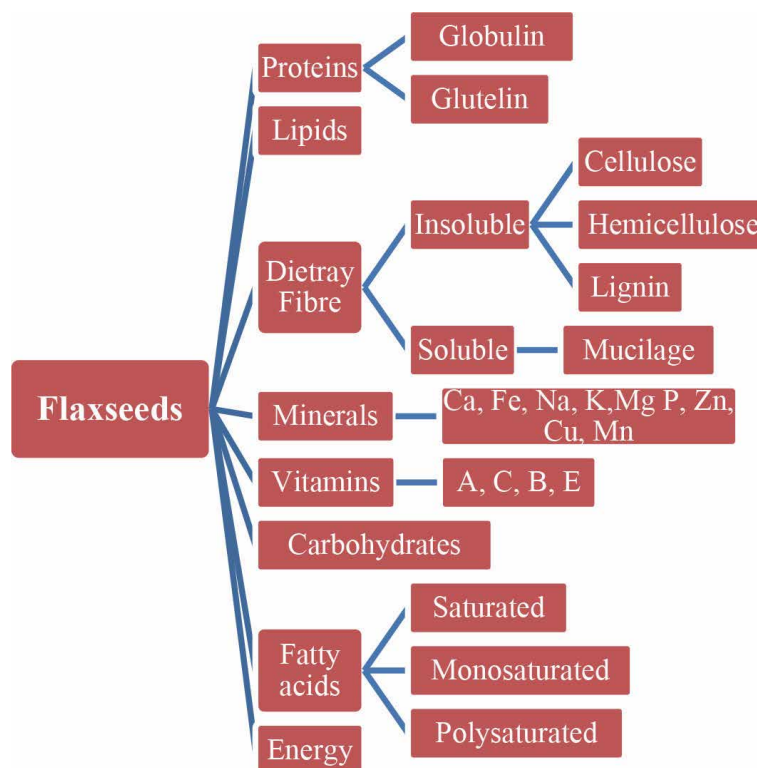 Flaxseeds
Proteins
Globulin
Glutelin
Lipids
Dietray
Fibre
Insoluble
Cellulose
Hemicellulose
Lignin
Soluble
Mucilage
Minerals
Ca, Fe, Na, K,Mg P, Zn,
Cu, Mn
Vitamins
A, C, B, E
Carbohydrates
Fatty
acids
Saturated
Monosaturated
Polysaturated
Energy